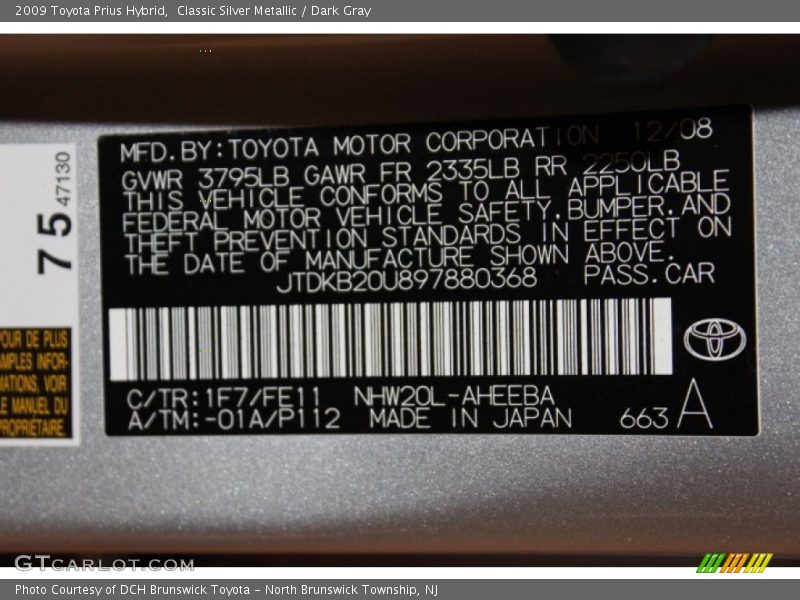 2009 Toyota Prius Hybrid,  Classic Silver Metallic / Dark Gray
MFD.BY:TOYOTA MOTOR CORPORATION 12/08
GVWR 3795LB GAWR FR 2335LB RR 2250LB
THIS VEHICLE CONFORMS TO ALL APPLICABLE
FEDERAL MOTOR VEHICLE SAFETY,BUMPER,AND
THEFT PREVENTION STANDARDS IN EFFECT ON
THE DATE OF MANUFACTURE SHOWN ABOVE.
JTDKB20U897880368 PASS.CAR
C/TR:1F7/FE11 NHW20L-AHEEBA
A/TM:-01A/P112 MADE IN JAPAN 663 A
75 47130
POUR DE PLUS
AMPLES INFOR-
MATIONS, VOIR
LE MANUEL DU
PROPRIÉTAIRE.
GTCARLOT.COM
Photo Courtesy of DCH Brunswick Toyota – North Brunswick Township, NJ